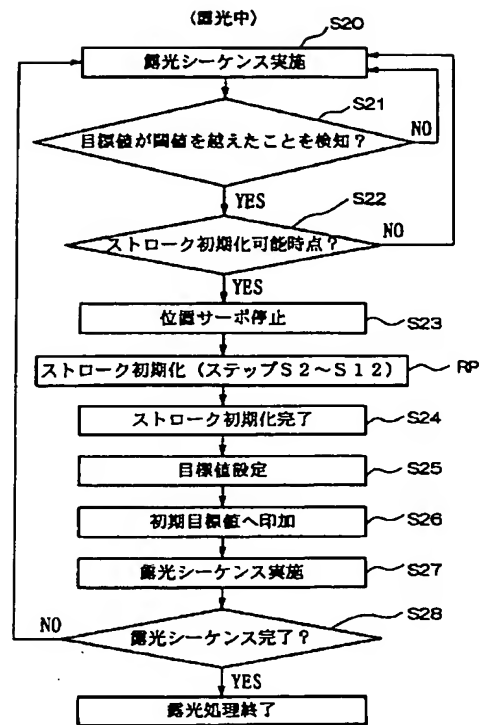 (露光中)
S20
露光シーケンス実施
S21
目標値が閾値を越えたことを検知?
NO
YES
S22
ストローク初期化可能時点?
NO
YES
位置サーボ停止
S23
ストローク初期化(ステップS2~S12)
RP
ストローク初期化完了
S24
目標値設定
S25
初期目標値へ印加
S26
露光シーケンス実施
S27
S28
NO
露光シーケンス完了?
YES
露光処理終了